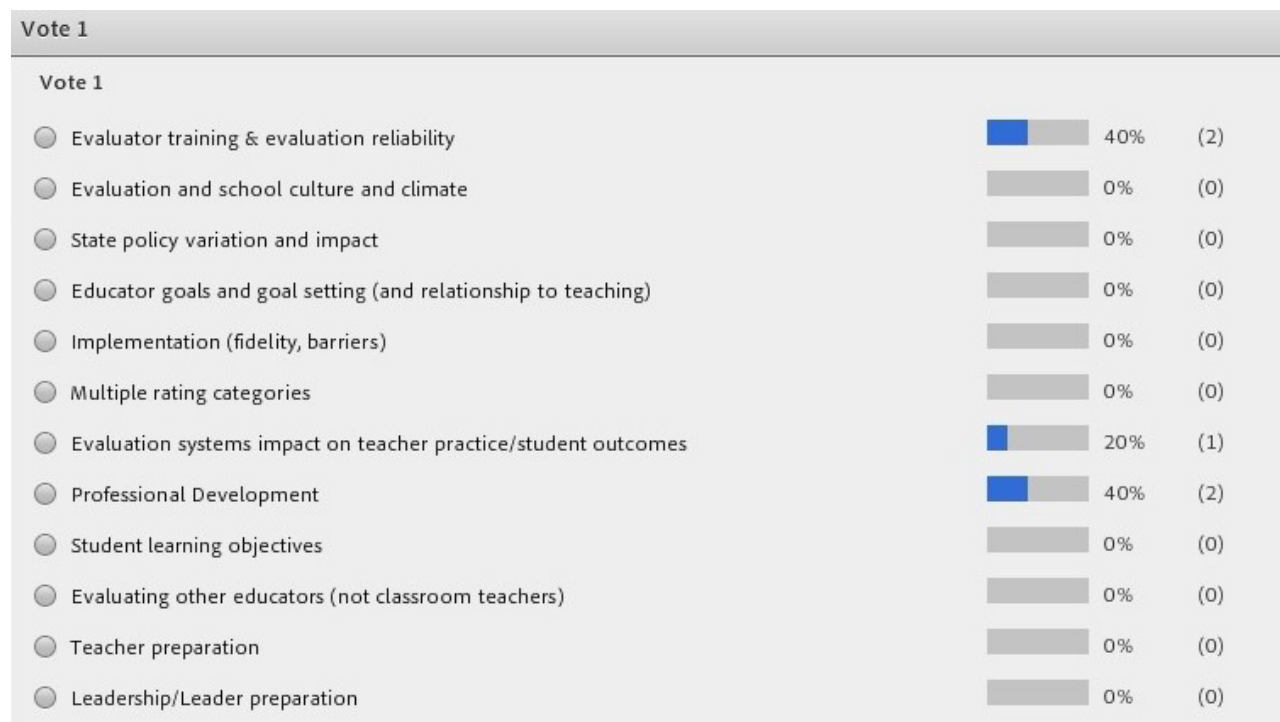 Vote 1
Vote 1
Evaluator training & evaluation reliability 40% (2)
Evaluation and school culture and climate 0% (0)
State policy variation and impact 0% (0)
Educator goals and goal setting (and relationship to teaching) 0% (0)
Implementation (fidelity, barriers) 0% (0)
Multiple rating categories 0% (0)
Evaluation systems impact on teacher practice/student outcomes 20% (1)
Professional Development 40% (2)
Student learning objectives 0% (0)
Evaluating other educators (not classroom teachers) 0% (0)
Teacher preparation 0% (0)
Leadership/Leader preparation 0% (0)